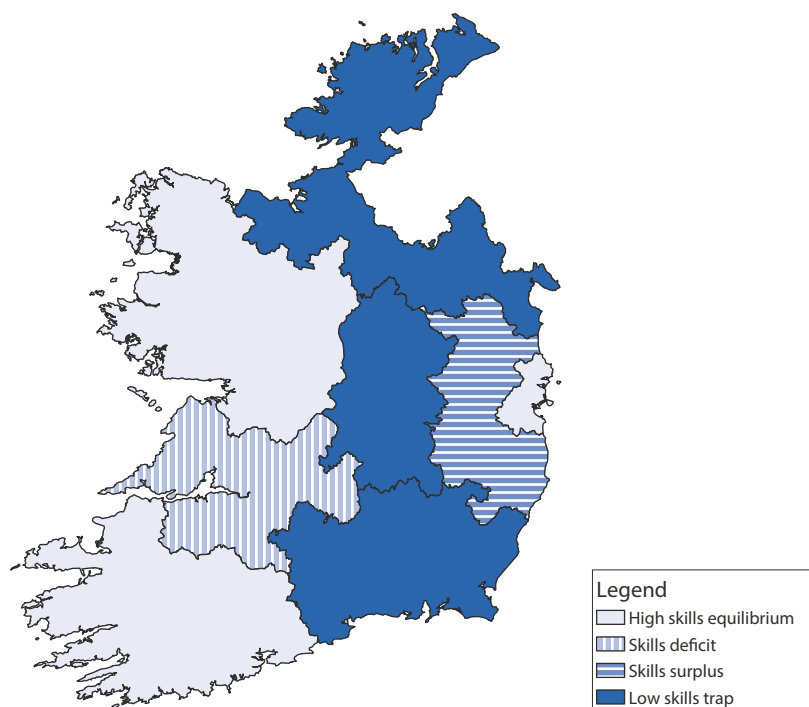 Legend
High skills equilibrium
Skills deficit
Skills surplus
Low skills trap